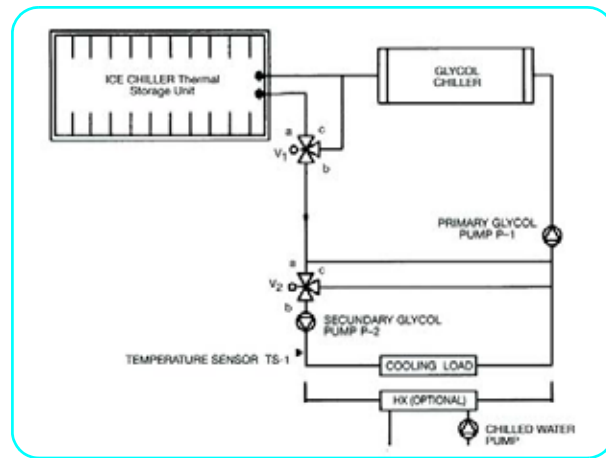 ICE CHILLER Thermal
Storage Unit
GLYCOL
CHILLER
a
c
V1
b
PRIMARY GLYCOL
PUMP P-1
a
c
V2
b
SECUNDARY GLYCOL
PUMP P-2
TEMPERATURE SENSOR TS-1
COOLING LOAD
HX (OPTIONAL)
CHILLED WATER
PUMP